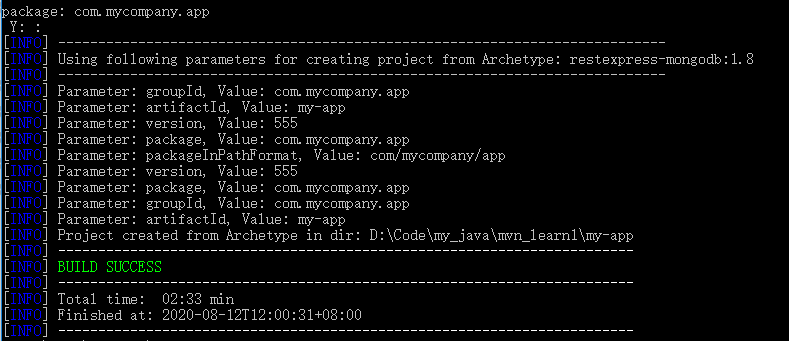 package: com.mycompany.app
Y: :
[INFO] ----------------------------------------------------------------------------
[INFO] Using following parameters for creating project from Archetype: restexpress-mongodb:1.8
[INFO] ----------------------------------------------------------------------------
[INFO] Parameter: groupId, Value: com.mycompany.app
[INFO] Parameter: artifactId, Value: my-app
[INFO] Parameter: version, Value: 555
[INFO] Parameter: package, Value: com.mycompany.app
[INFO] Parameter: packageInPathFormat, Value: com/mycompany/app
[INFO] Parameter: version, Value: 555
[INFO] Parameter: package, Value: com.mycompany.app
[INFO] Parameter: groupId, Value: com.mycompany.app
[INFO] Parameter: artifactId, Value: my-app
[INFO] Project created from Archetype in dir: D:\Code\my_java\mvn_learn1\my-app
[INFO] ------------------------------------------------------------------------
[INFO] BUILD SUCCESS
[INFO] ------------------------------------------------------------------------
[INFO] Total time:  02:33 min
[INFO] Finished at: 2020-08-12T12:00:31+08:00
[INFO] ------------------------------------------------------------------------